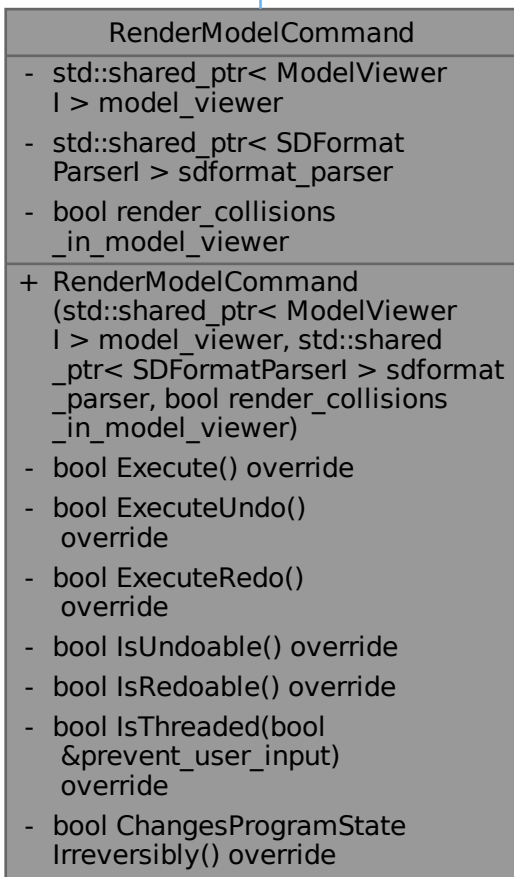 RenderModelCommand
- std::shared_ptr< ModelViewer
I > model_viewer
- std::shared_ptr< SDFormat
ParserI > sdformat_parser
- bool render_collisions
_in_model_viewer
+ RenderModelCommand
(std::shared_ptr< ModelViewer
I > model_viewer, std::shared
_ptr< SDFormatParserI > sdformat
_parser, bool render_collisions
_in_model_viewer)
- bool Execute() override
- bool ExecuteUndo()
override
- bool ExecuteRedo()
override
- bool IsUndoable() override
- bool IsRedoable() override
- bool IsThreaded(bool
&prevent_user_input)
override
- bool ChangesProgramState
Irreversibly() override